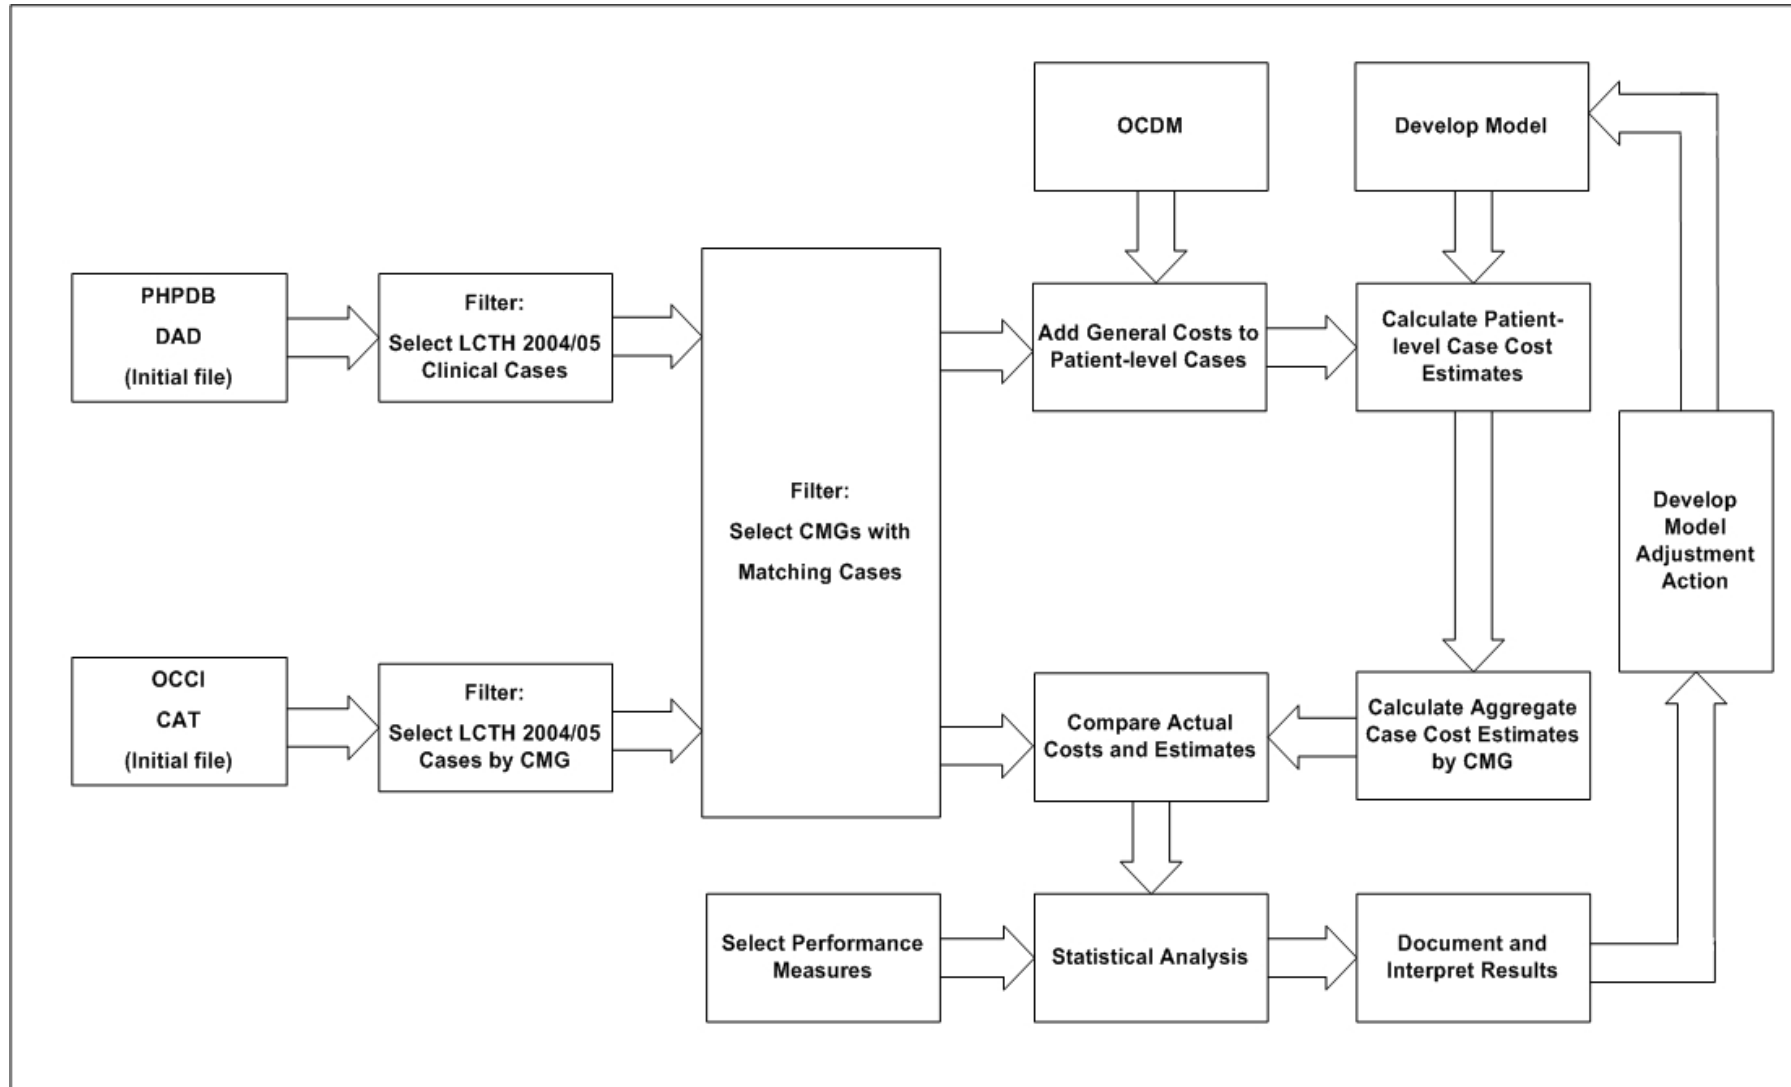 OCDM
Develop Model
PHPDB
DAD
(Initial file)
Filter:
Select LCTH 2004/05
Clinical Cases
Filter:
Select CMGs with
Matching Cases
Add General Costs to
Patient-level Cases
Calculate Patient-
level Case Cost
Estimates
Develop
Model
Adjustment
Action
OCCI
CAT
(Initial file)
Filter:
Select LCTH 2004/05
Cases by CMG
Compare Actual
Costs and Estimates
Calculate Aggregate
Case Cost Estimates
by CMG
Select Performance
Measures
Statistical Analysis
Document and
Interpret Results